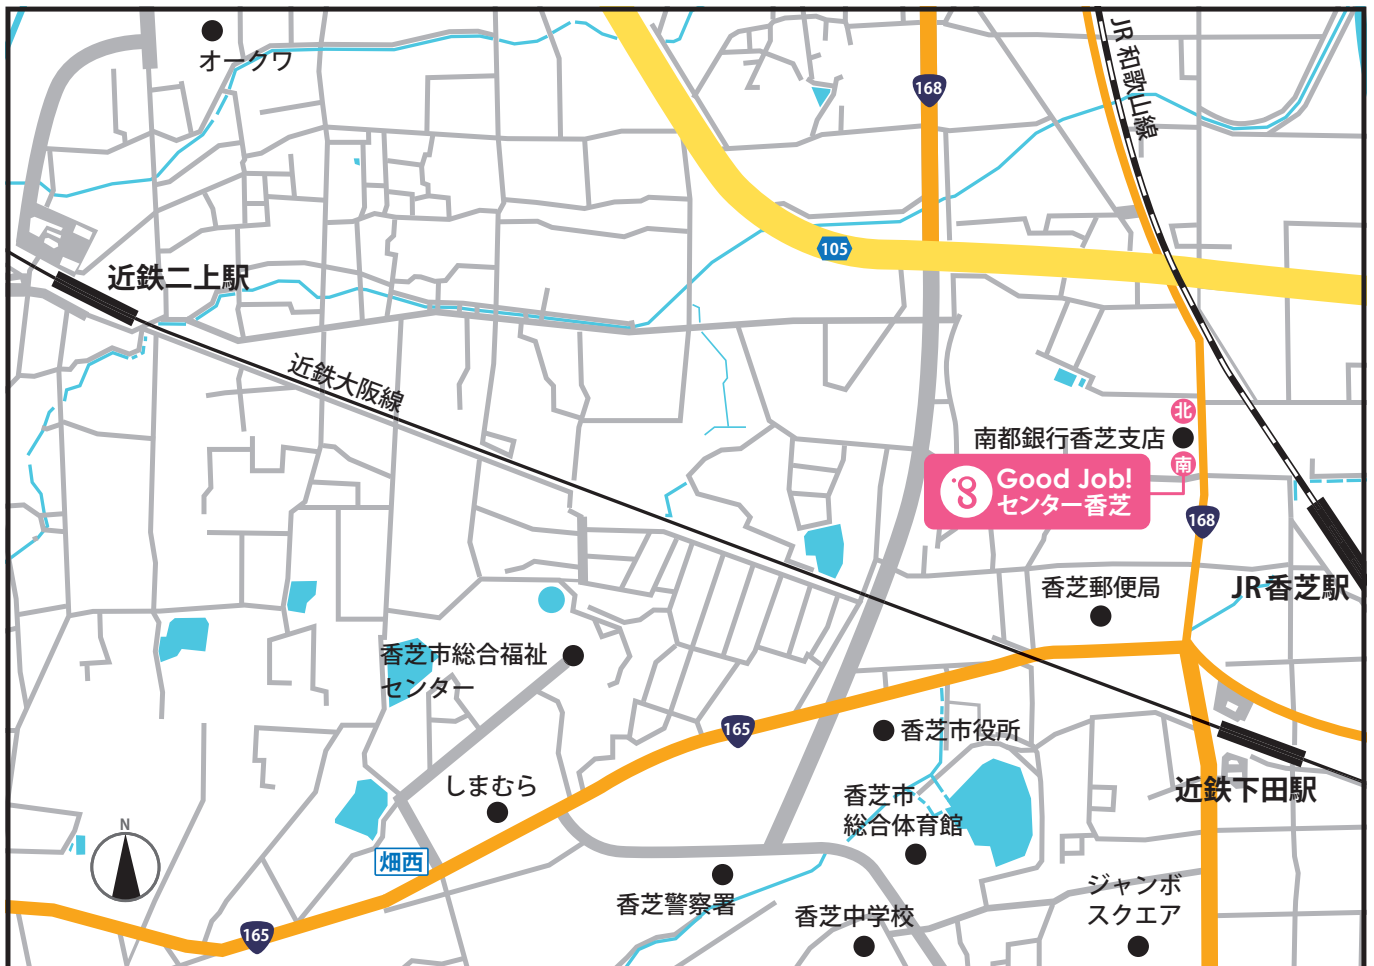 オークワ
JR和歌山線
168
105
近鉄二上駅
近鉄大阪線
北
南都銀行香芝支店
南
Good Job!
センター香芝
168
JR香芝駅
香芝郵便局
香芝市総合福祉
センター
165
香芝市役所
近鉄下田駅
しまむら
香芝市
総合体育館
N
畑西
香芝警察署
香芝中学校
ジャンボ
スクエア
165